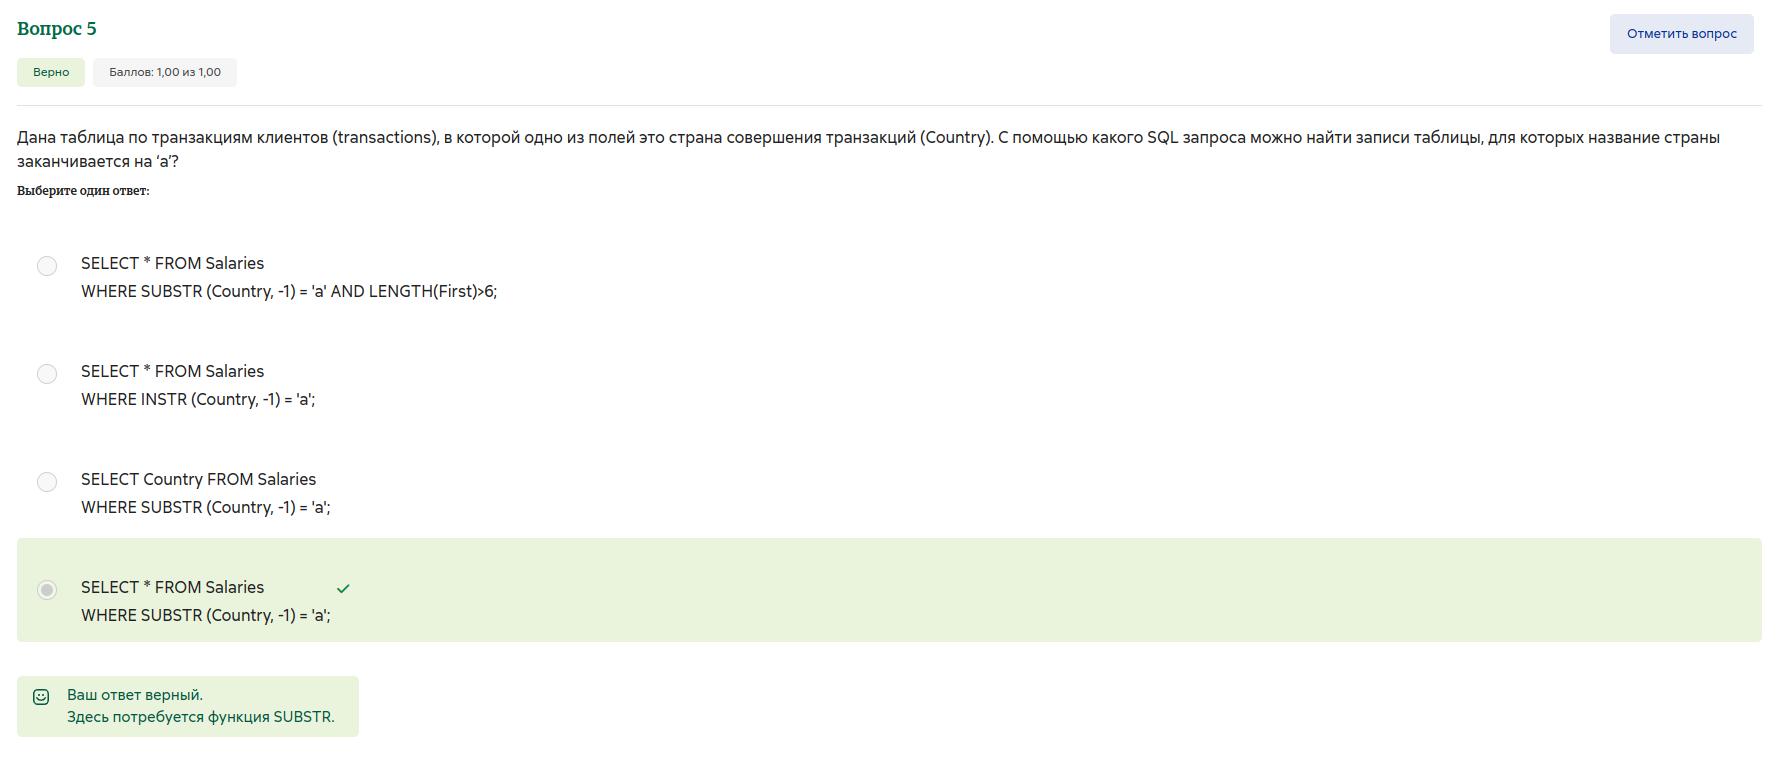 Вопрос 5
Отметить вопрос
Верно
Баллов: 1,00 из 1,00
Дана таблица по транзакциям клиентов (transactions), в которой одно из полей это страна совершения транзакций (Country). С помощью какого SQL запроса можно найти записи таблицы, для которых название страны
заканчивается на ‘a’?
Выберите один ответ:
SELECT * FROM Salaries
WHERE SUBSTR (Country, -1) = 'a' AND LENGTH(First)>6;
SELECT * FROM Salaries
WHERE INSTR (Country, -1) = 'a';
SELECT Country FROM Salaries
WHERE SUBSTR (Country, -1) = 'a';
SELECT * FROM Salaries
WHERE SUBSTR (Country, -1) = 'a';
Ваш ответ верный.
Здесь потребуется функция SUBSTR.